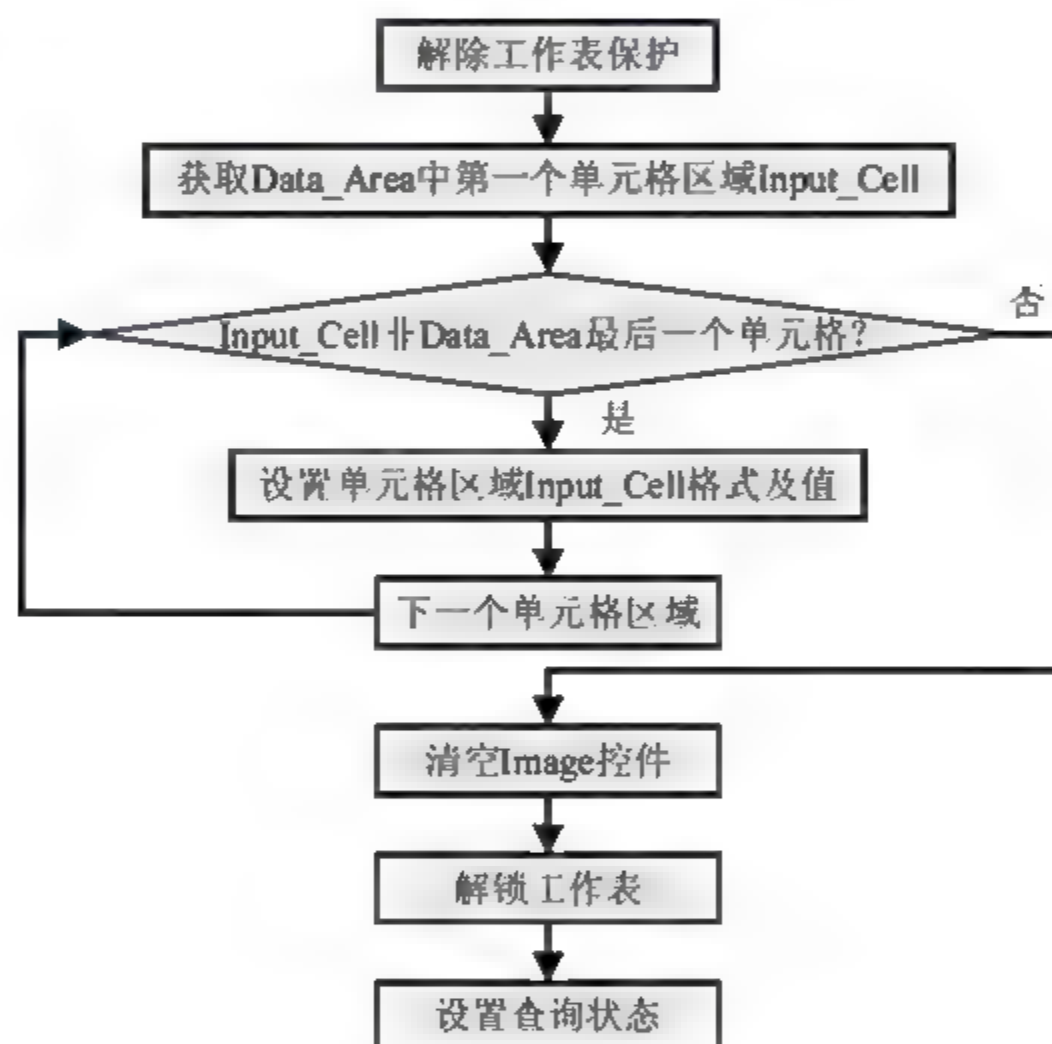 解除工作表保护
获取Data_Area中第一个单元格区域Input_Cell
Input_Cell非Data_Area最后一个单元格?
否
是
设置单元格区域Input_Cell格式及值
下一个单元格区域
清空Image控件
解锁工作表
设置查询状态